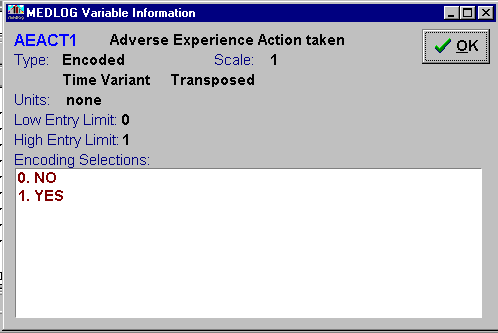 MEDLOG Variable Information
AEACT1 Adverse Experience Action taken
OK
Type: Encoded Scale: 1
Time Variant Transposed
Units: none
Low Entry Limit: 0
High Entry Limit: 1
Encoding Selections:
0. NO
1. YES